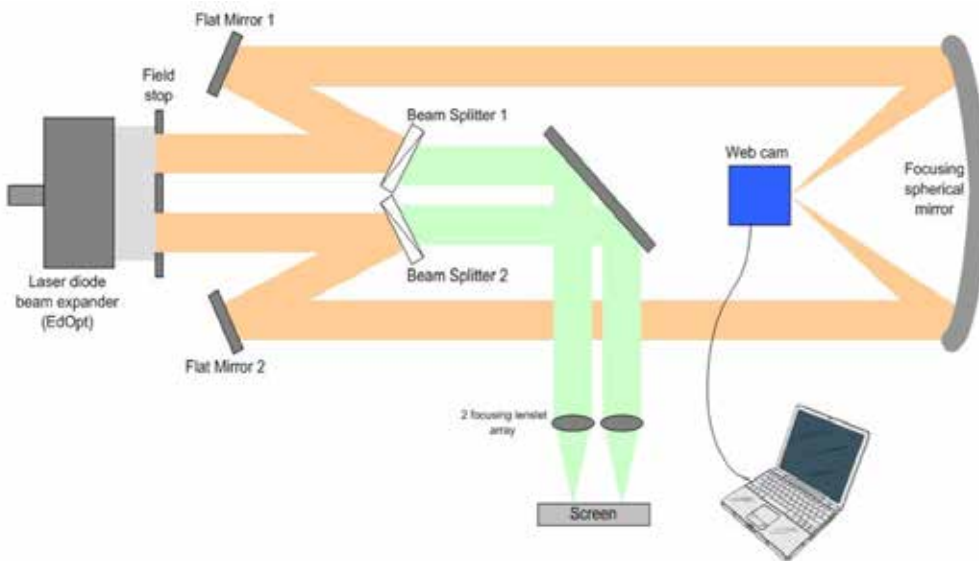 Flat Mirror 1
Field
stop
Beam Splitter 1
Web cam
Focusing
spherical
mirror
Beam Splitter 2
Laser diode
beam expander
(EdOpt)
Flat Mirror 2
2 focusing lenslet
array
Screen